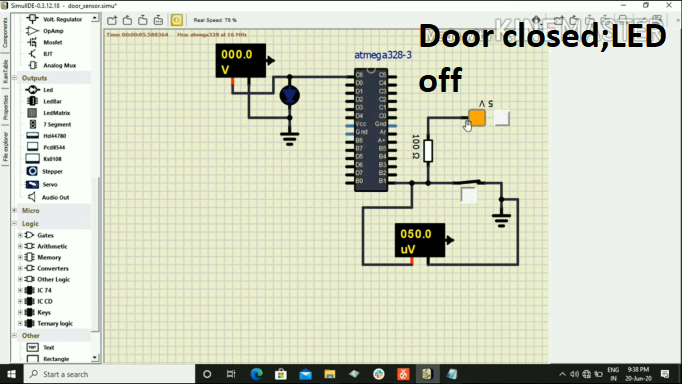 SimulIDE-0.3.12.18 - door_sensor.simu*
KINEMASTER
Real Speed: 79 %
Door closed;LED
off
Time: 00:00:05.588364
Mcu: atmega328 at 16 MHz
Components
RamTable
Properties
File explorer
Volt. Regulator
OpAmp
Mosfet
BJT
Analog Mux
Outputs
Led
LedBar
LedMatrix
7 Segment
Hd44780
Pcd8544
Ks0108
Stepper
Servo
Audio Out
Micro
Logic
Gates
Arithmetic
Memory
Converters
Other Logic
IC 74
IC CD
Keys
Ternary logic
Other
Text
Rectangle
000.0
V
atmega328-3
C6
D0
D1
D2
D3
D4
Vcc
Gnd
B6
B7
D5
D6
D7
B0
C5
C4
C3
C2
C1
C0
Gnd
B5
B4
B3
B2
B1
5 V
100 Ω
050.0
uV
Start a search
ENG
IN
9:38 PM
20-Jun-20